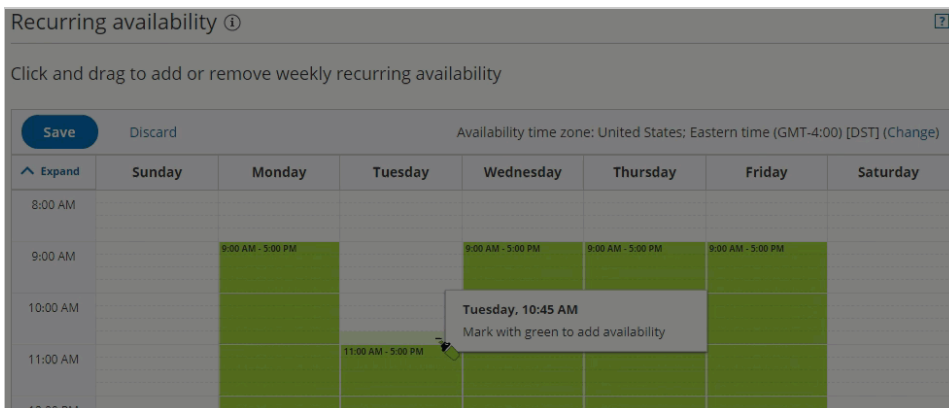 Recurring availability ⓘ
?
Click and drag to add or remove weekly recurring availability
Save Discard Availability time zone: United States; Eastern time (GMT-4:00) [DST] (Change)
Expand Sunday Monday Tuesday Wednesday Thursday Friday Saturday
8:00 AM
9:00 AM - 5:00 PM 9:00 AM - 5:00 PM 9:00 AM - 5:00 PM 9:00 AM - 5:00 PM
9:00 AM
10:00 AM
Tuesday, 10:45 AM
Mark with green to add availability
11:00 AM - 5:00 PM
11:00 AM